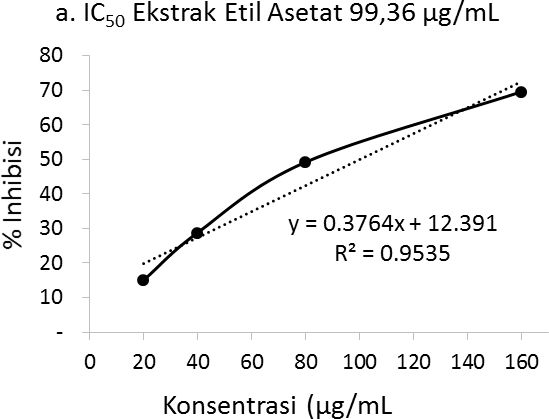 a. IC50 Ekstrak Etil Asetat 99,36 µg/mL
80
70
60
50
40
30
20
10
-
% Inhibisi
y = 0.3764x + 12.391
R² = 0.9535
0 20 40 60 80 100 120 140 160
Konsentrasi (µg/mL